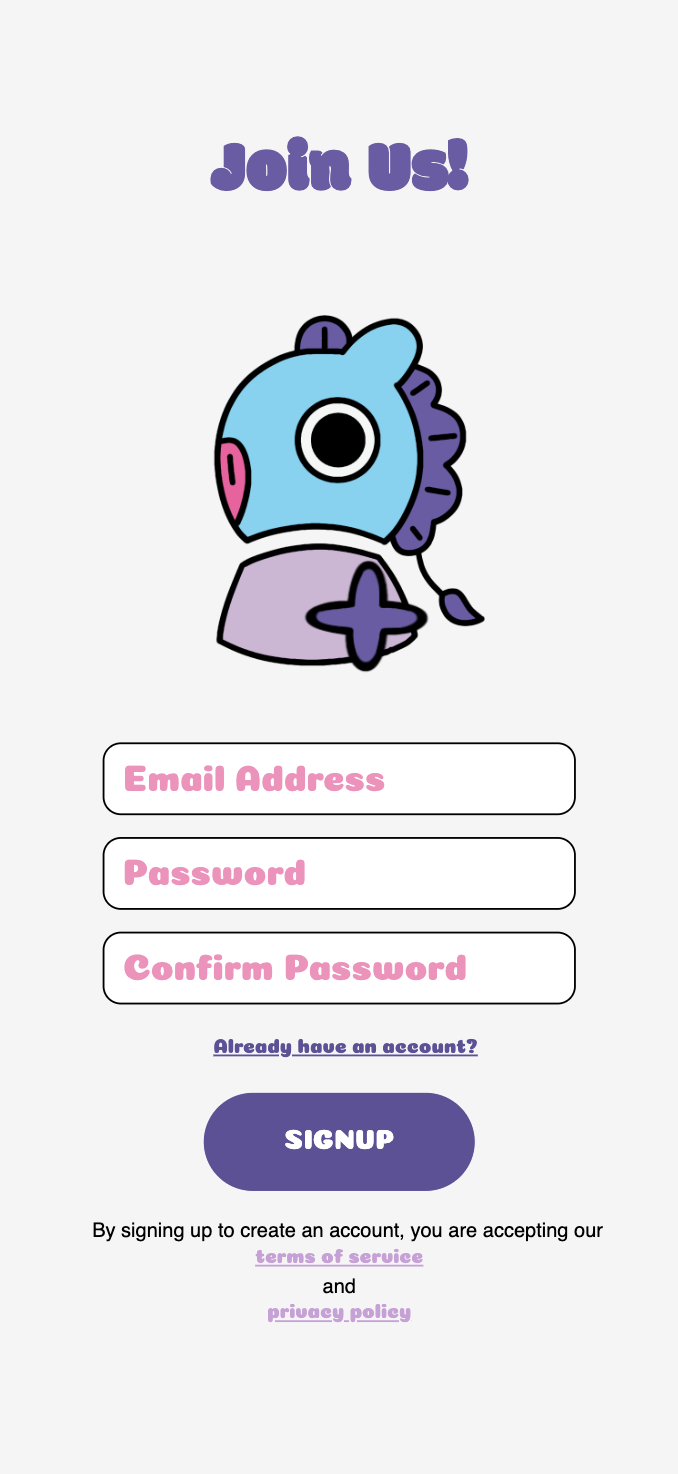 Join Us!
Email Address
Password
Confirm Password
Already have an account?
SIGNUP
By signing up to create an account, you are accepting our
terms of service
and
privacy policy